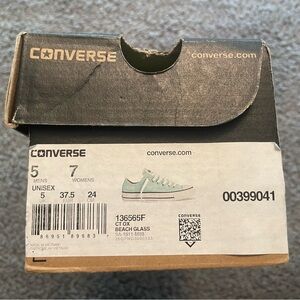 CONVERSE
converse.com
CONVERSE
converse.com
5 7
MENS WOMENS
UNISEX
5 37.5 24
136565F
CT OX
BEACH GLASS
00399041